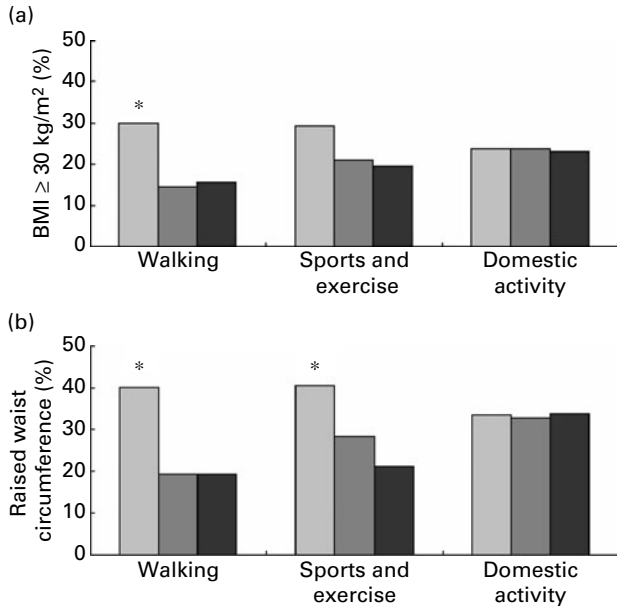 (a)
50
40
30
20
10
0
BMI ≥ 30 kg/m² (%)
*
Walking
Sports and
exercise
Domestic
activity
(b)
50
40
30
20
10
0
Raised waist
circumference (%)
*
*
Walking
Sports and
exercise
Domestic
activity